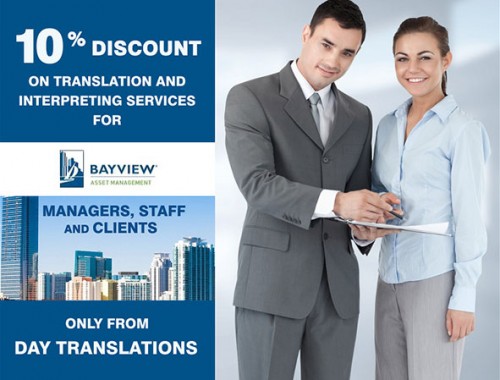 10% DISCOUNT
ON TRANSLATION AND
INTERPRETING SERVICES
FOR
BAYVIEW
ASSET MANAGEMENT
MANAGERS, STAFF
AND CLIENTS
ONLY FROM
DAY TRANSLATIONS